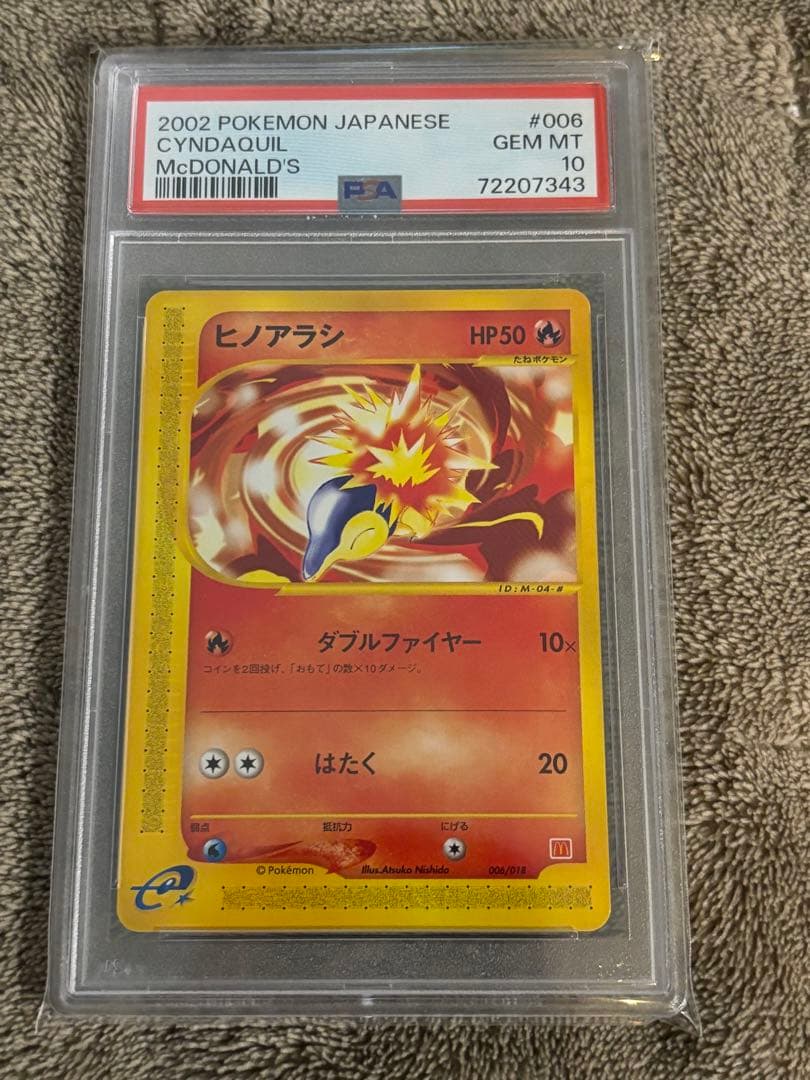 2002 POKEMON JAPANESE #006
CYNDAQUIL GEM MT
McDONALD'S 10
PSA 72207343
ヒノアラシ HP50
たねポケモン
ID:M-04-#
ダブルファイヤー 10×
コインを2回投げ、「おもて」の数×10ダメージ。
はたく 20
弱点 抵抗力 にげる
©Pokémon Illus.Atsuko Nishida 006/018
e